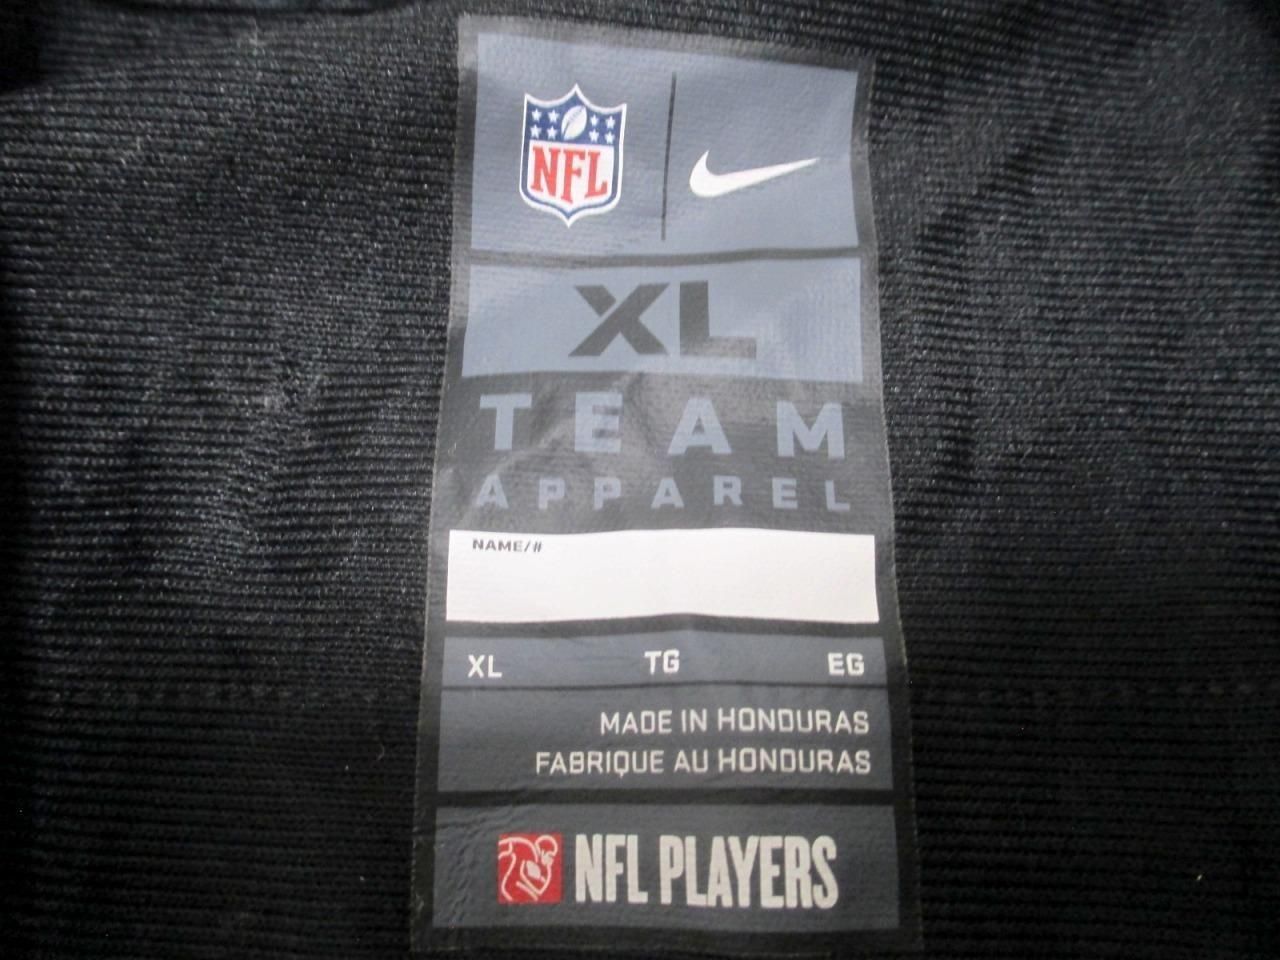 NFL
XL
TEAM
APPAREL
NAME/#
XL TG EG
MADE IN HONDURAS
FABRIQUE AU HONDURAS
NFL PLAYERS